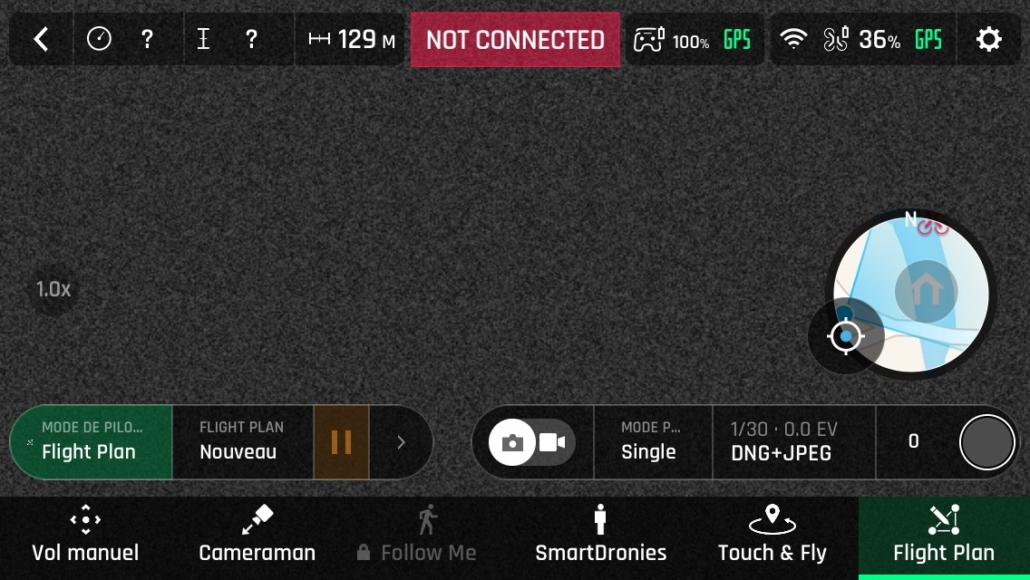 ? ? 129 M NOT CONNECTED 100% GPS 36% GPS
N
1.0x
MODE DE PILO... FLIGHT PLAN MODE P... 1/30 · 0.0 EV
Flight Plan Nouveau Single DNG+JPEG 0
Vol manuel Cameraman Follow Me SmartDronies Touch & Fly Flight Plan